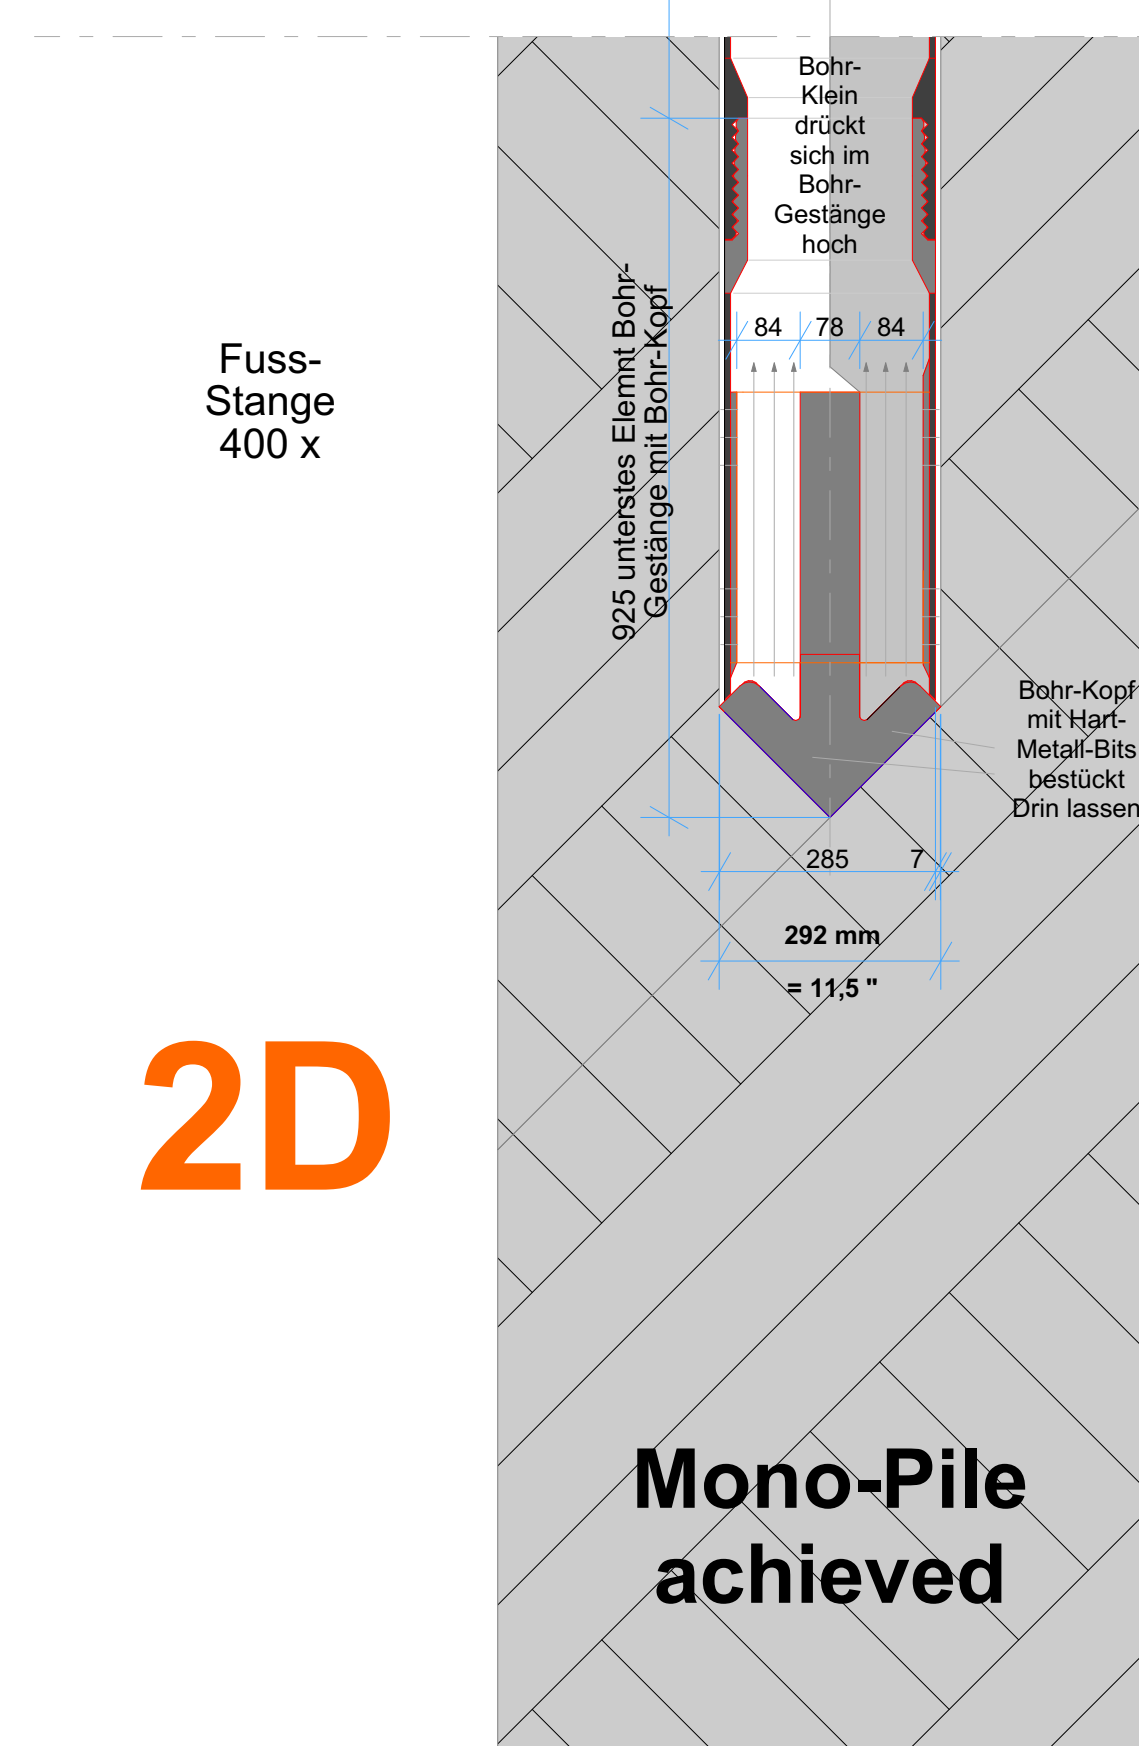 Bohr-
Klein
drückt
sich im
Bohr-
Gestänge
hoch
84 78 84
Fuss-
Stange
400 x
925 unterstes Elemnt Bohr-
Gestänge mit Bohr-Kopf
Bohr-Kopf
mit Hart-
Metall-Bits
bestückt
Drin lassen
285 7
292 mm
= 11,5 "
2D
Mono-Pile
achieved